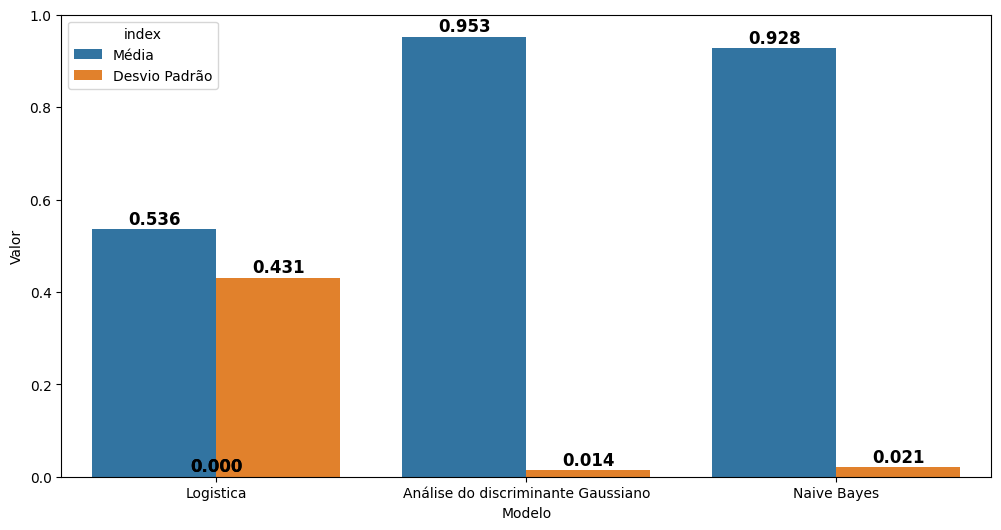 index
Média
Desvio Padrão
0.953
0.928
0.536
0.431
0.000
0.014
0.021
1.0
0.8
0.6
0.4
0.2
0.0
Valor
Logistica
Análise do discriminante Gaussiano
Naive Bayes
Modelo